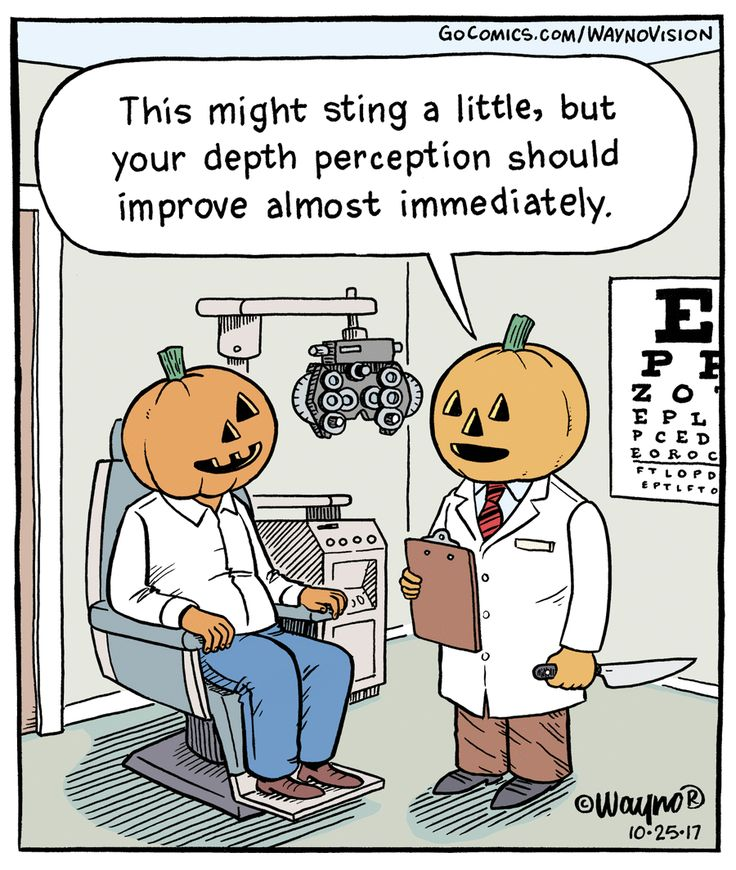 GoComics.com/WaynoVision
This might sting a little, but
your depth perception should
improve almost immediately.
E
P F
Z O
E P L
P C E D
E O R O C
F T L O P D
E P T L F T O
©Wayno®
10•25•17